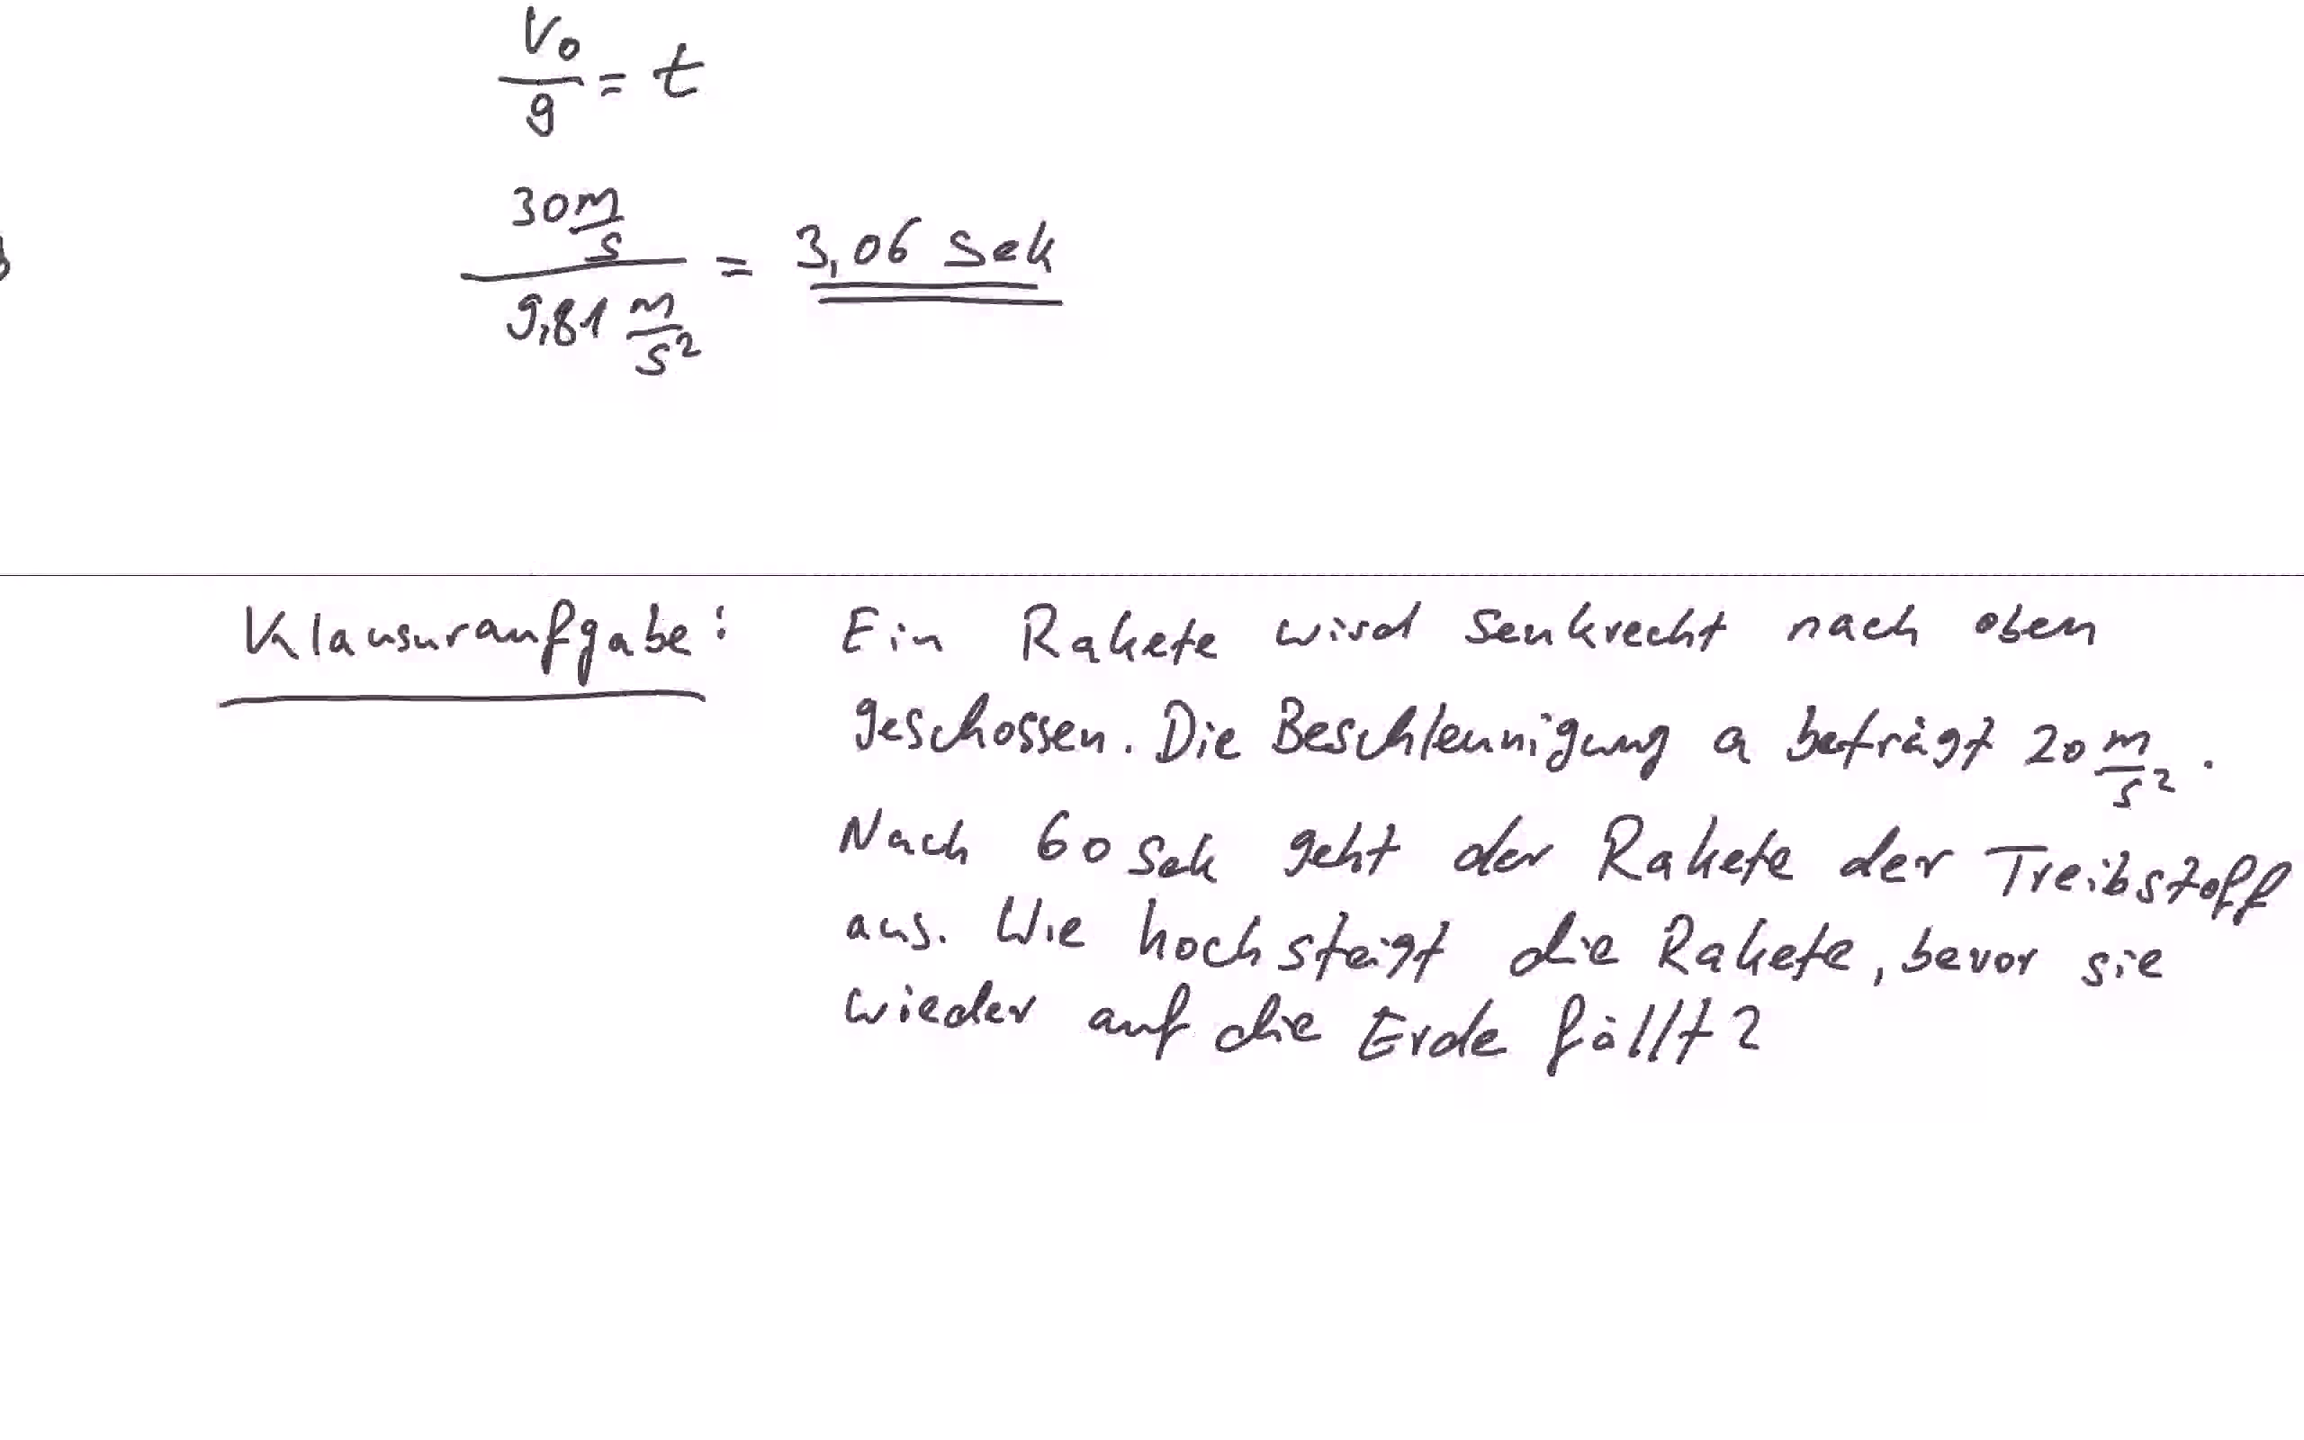 V₀/g = t
30 m/s / 9,81 m/s² = 3,06 Sek
Klausuraufgabe: Ein Rakete wird senkrecht nach oben
geschossen. Die Beschleunigung a beträgt 20 m/s².
Nach 60 Sek geht der Rakete der Treibstoff
aus. Wie hoch steigt die Rakete, bevor sie
wieder auf die Erde fällt?